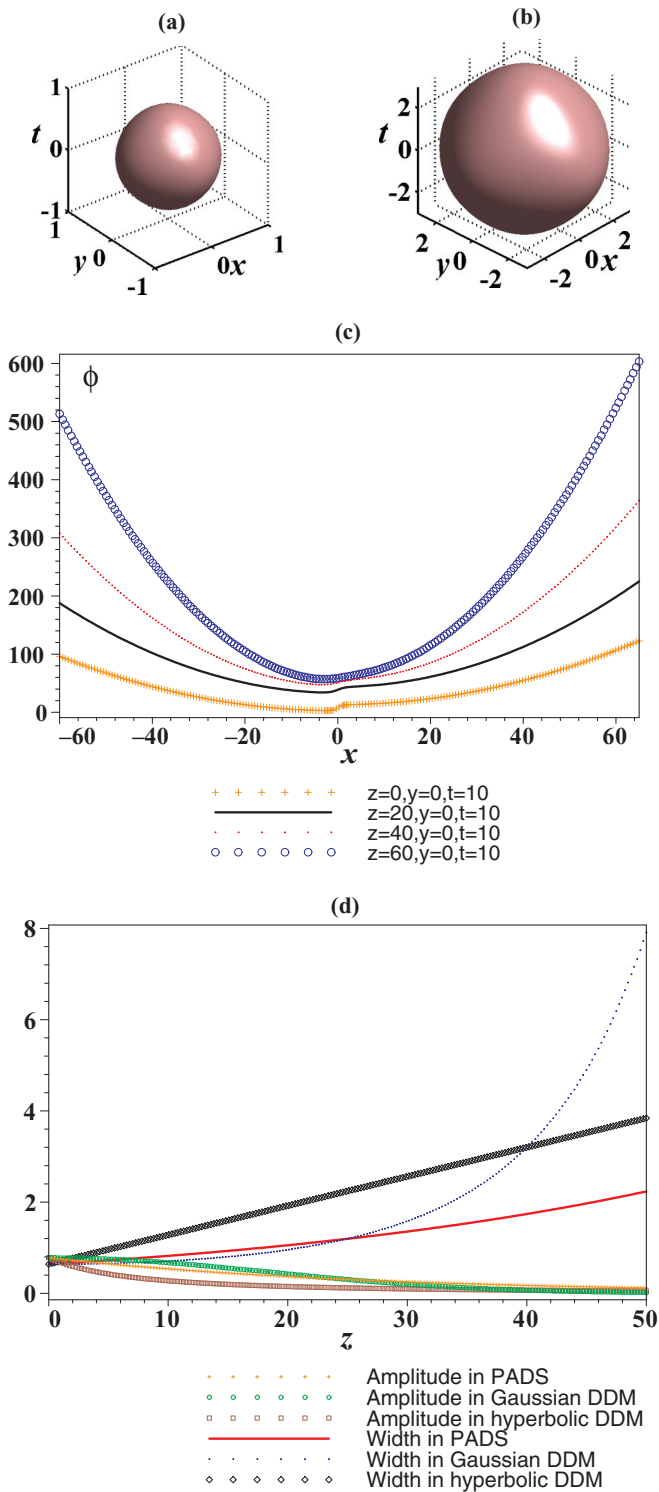 (a)
(b)
1
0
-1
t
1
y 0
-1
0 x
1
2
0
-2
t
2
y 0
-2
-2
0 x
2
(c)
ϕ
600
500
400
300
200
100
0
−60 −40 −20 0 20 40 60
x
z=0,y=0,t=10
z=20,y=0,t=10
z=40,y=0,t=10
z=60,y=0,t=10
(d)
8
6
4
2
0
0 10 20 30 40 50
z
Amplitude in PADS
Amplitude in Gaussian DDM
Amplitude in hyperbolic DDM
Width in PADS
Width in Gaussian DDM
Width in hyperbolic DDM